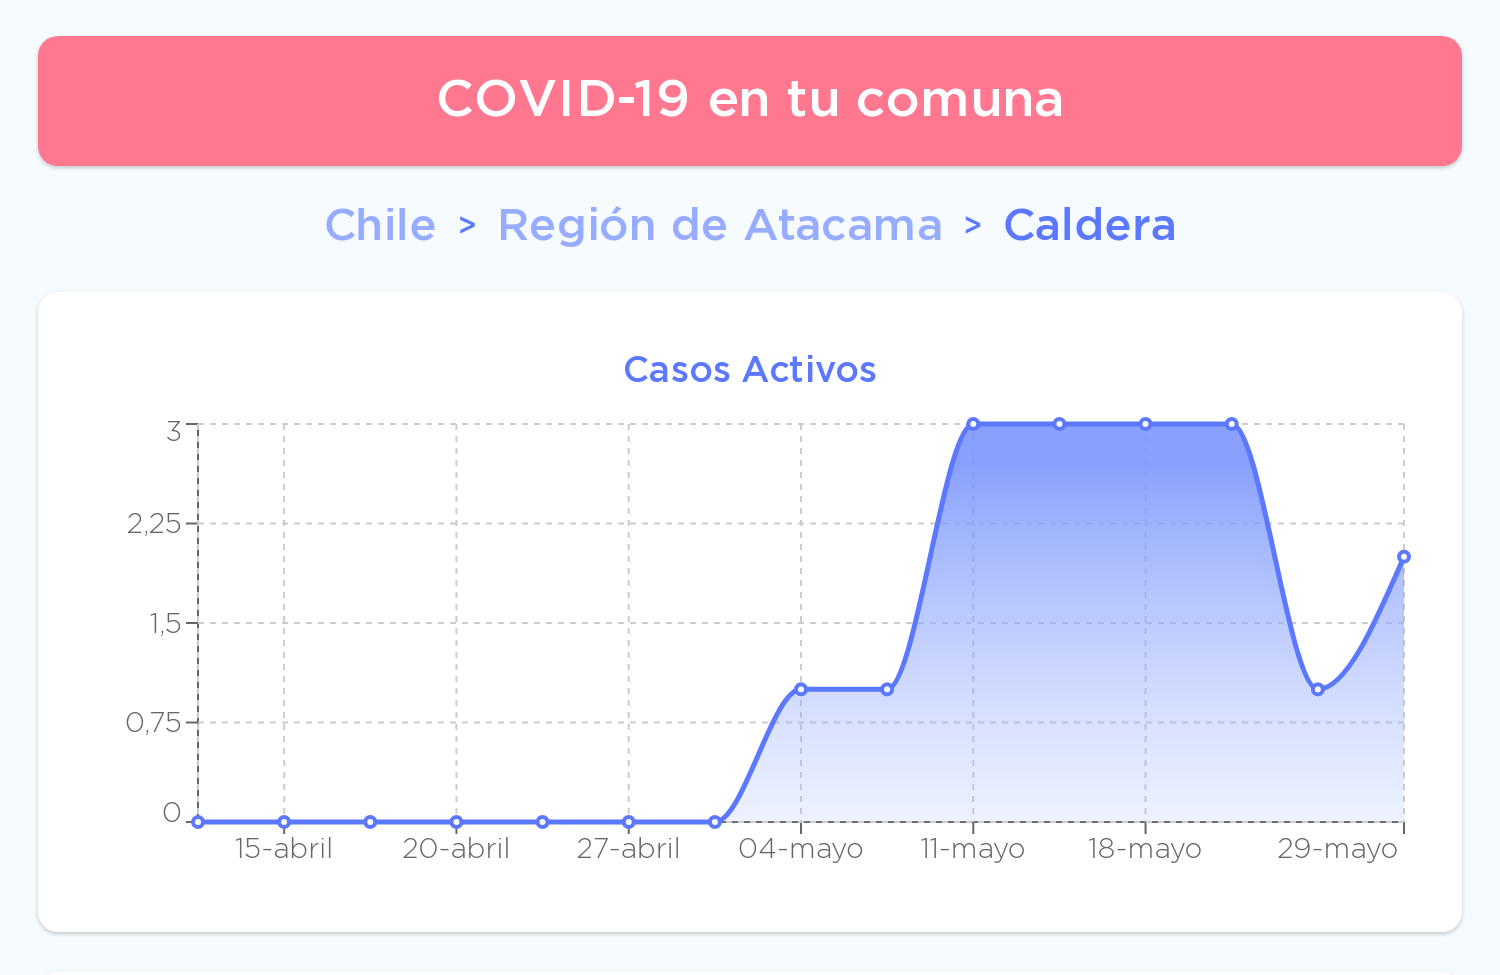 COVID-19 en tu comuna
Chile > Región de Atacama > Caldera
Casos Activos
3
2,25
1,5
0,75
0
15-abril 20-abril 27-abril 04-mayo 11-mayo 18-mayo 29-mayo